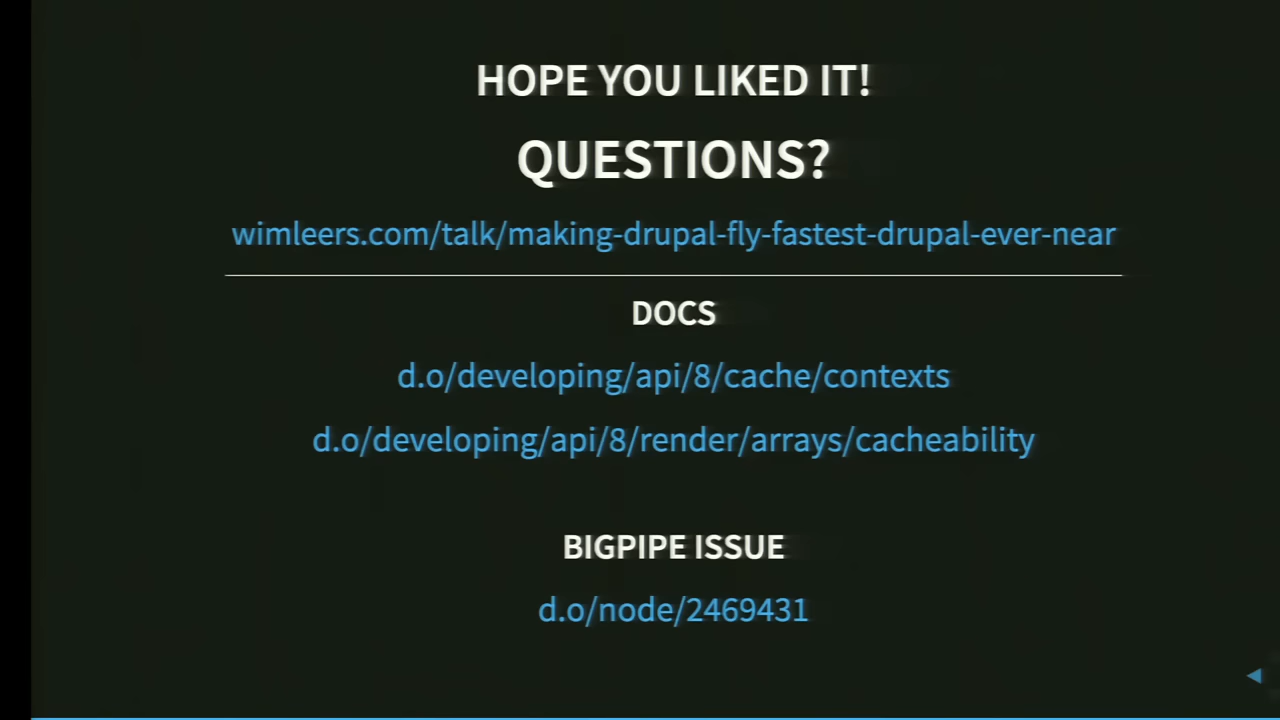 HOPE YOU LIKED IT!
QUESTIONS?
wimleers.com/talk/making-drupal-fly-fastest-drupal-ever-near
DOCS
d.o/developing/api/8/cache/contexts
d.o/developing/api/8/render/arrays/cacheability
BIGPIPE ISSUE
d.o/node/2469431